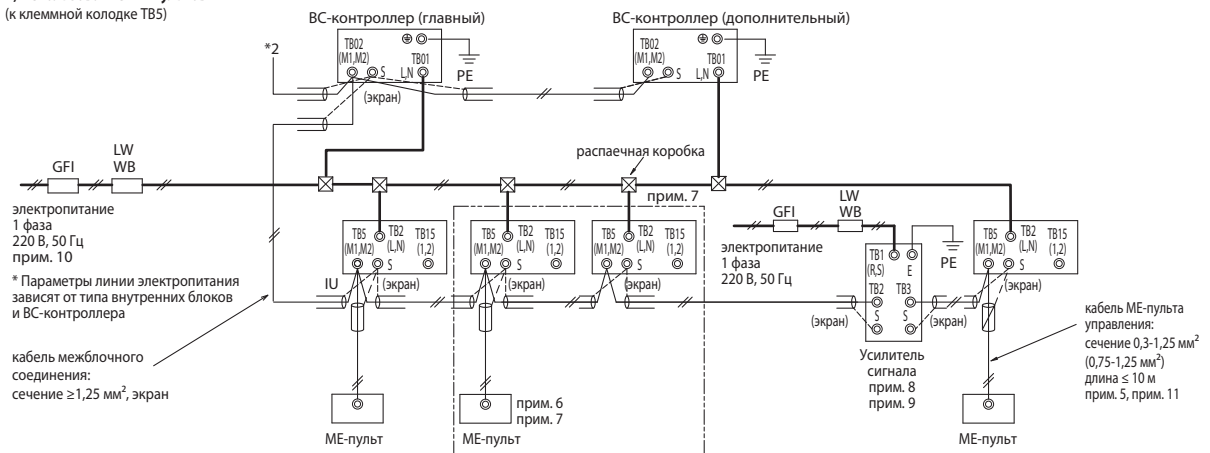 (к клеммной колодке TB5)
BC-контроллер (главный)
BC-контроллер (дополнительный)
*2
TB02
(M1,M2)
S
TB01
L,N
PE
(экран)
TB02
(M1,M2)
S
TB01
L,N
PE
распаечная коробка
GFI
LW
WB
прим. 7
электропитание
1 фаза
220 В, 50 Гц
прим. 10
* Параметры линии электропитания
зависят от типа внутренних блоков
и BC-контроллера
кабель межблочного
соединения:
сечение ≥1,25 мм², экран
IU
TB5
(M1,M2)
TB2
(L,N)
TB15
(1,2)
S
(экран)
TB5
(M1,M2)
TB2
(L,N)
TB15
(1,2)
S
(экран)
TB5
(M1,M2)
TB2
(L,N)
TB15
(1,2)
S
(экран)
GFI
LW
WB
электропитание
1 фаза
220 В, 50 Гц
TB1
(R,S)
E
PE
TB2
TB3
S
S
(экран)
(экран)
Усилитель
сигнала
прим. 8
прим. 9
TB5
(M1,M2)
TB2
(L,N)
TB15
(1,2)
S
(экран)
кабель МЕ-пульта
управления:
сечение 0,3-1,25 мм²
(0,75-1,25 мм²)
длина ≤ 10 м
прим. 5, прим. 11
МЕ-пульт
прим. 6
прим. 7
МЕ-пульт
МЕ-пульт